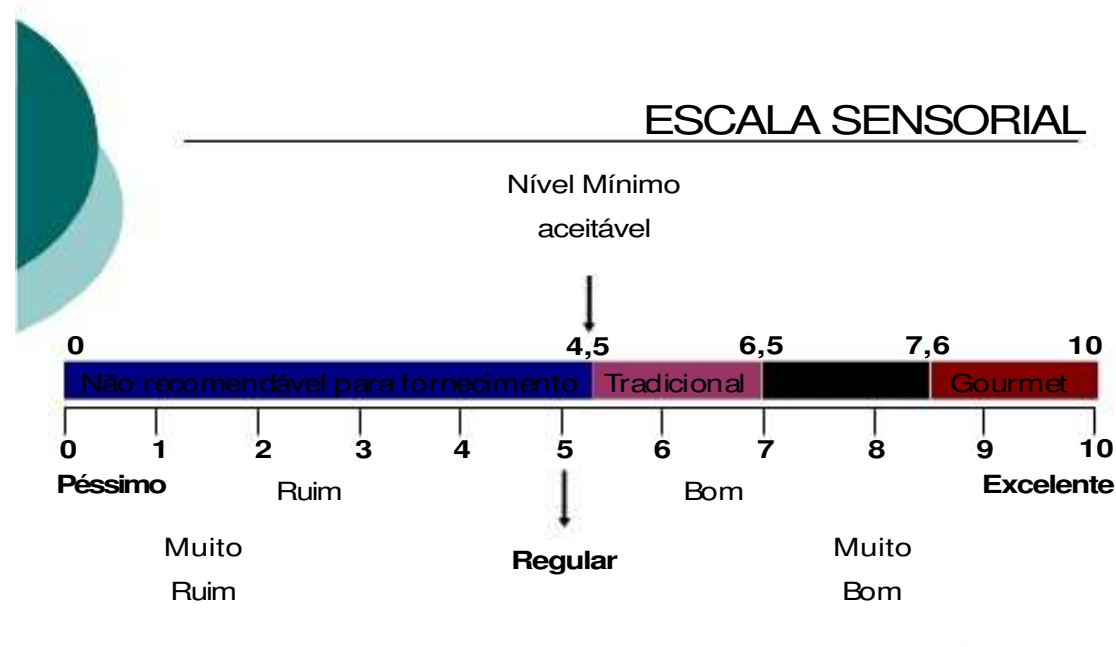 ESCALA SENSORIAL
Nível Mínimo
aceitável
0 4,5 6,5 7,6 10
Não recomendável para fornecimento Tradicional Gourmet
0 1 2 3 4 5 6 7 8 9 10
Péssimo Ruim Bom Excelente
Muito Regular Muito
Ruim Bom